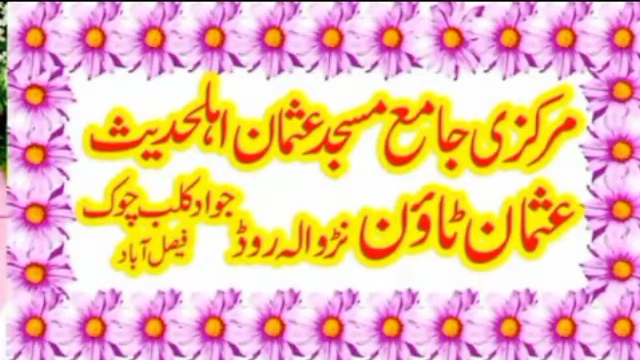 مرکزی جامع مسجد عثمان اہلحدیث
عثمان ٹاؤن نڑوالہ روڈ جواد کلب چوک فیصل آباد